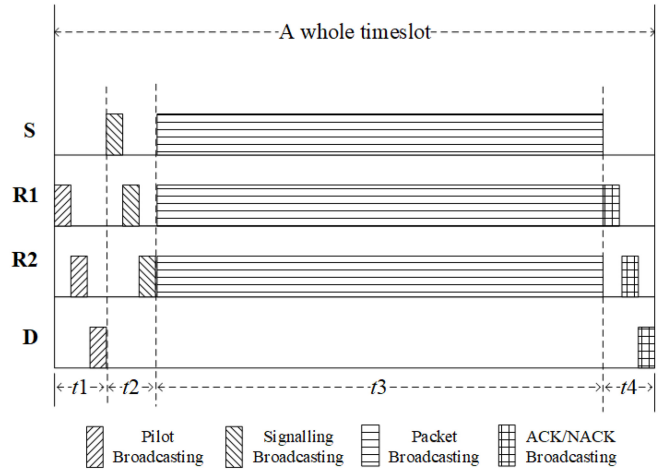 A whole timeslot
S
R1
R2
D
t1 t2 t3 t4
Pilot Signalling Packet ACK/NACK
Broadcasting Broadcasting Broadcasting Broadcasting